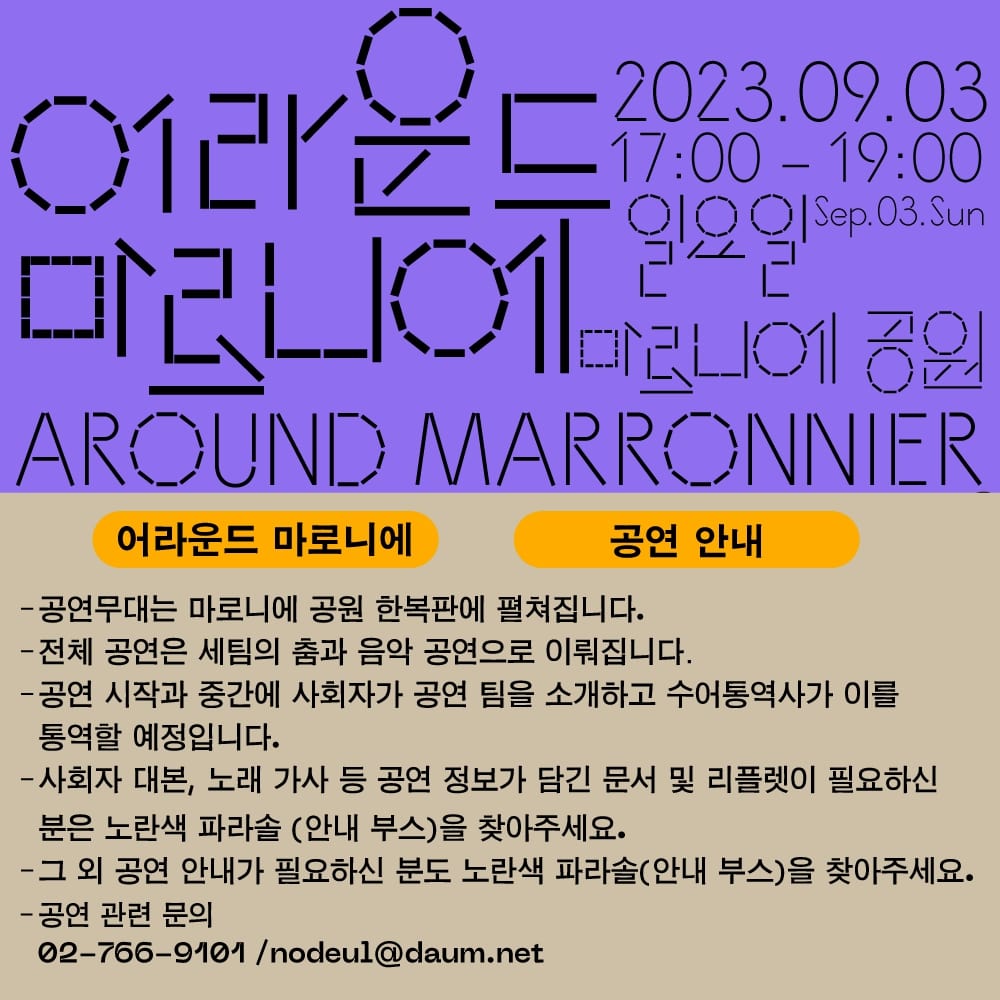 어라운드
마로니에
2023.09.03
17:00 – 19:00
일요일 Sep.03.Sun
마로니에 공원
AROUND MARRONNIER
어라운드 마로니에
공연 안내
-공연무대는 마로니에 공원 한복판에 펼쳐집니다.
-전체 공연은 세팀의 춤과 음악 공연으로 이뤄집니다.
-공연 시작과 중간에 사회자가 공연 팀을 소개하고 수어통역사가 이를
통역할 예정입니다.
-사회자 대본, 노래 가사 등 공연 정보가 담긴 문서 및 리플렛이 필요하신
분은 노란색 파라솔 (안내 부스)을 찾아주세요.
-그 외 공연 안내가 필요하신 분도 노란색 파라솔(안내 부스)을 찾아주세요.
-공연 관련 문의
02-766-9101 /nodeul@daum.net